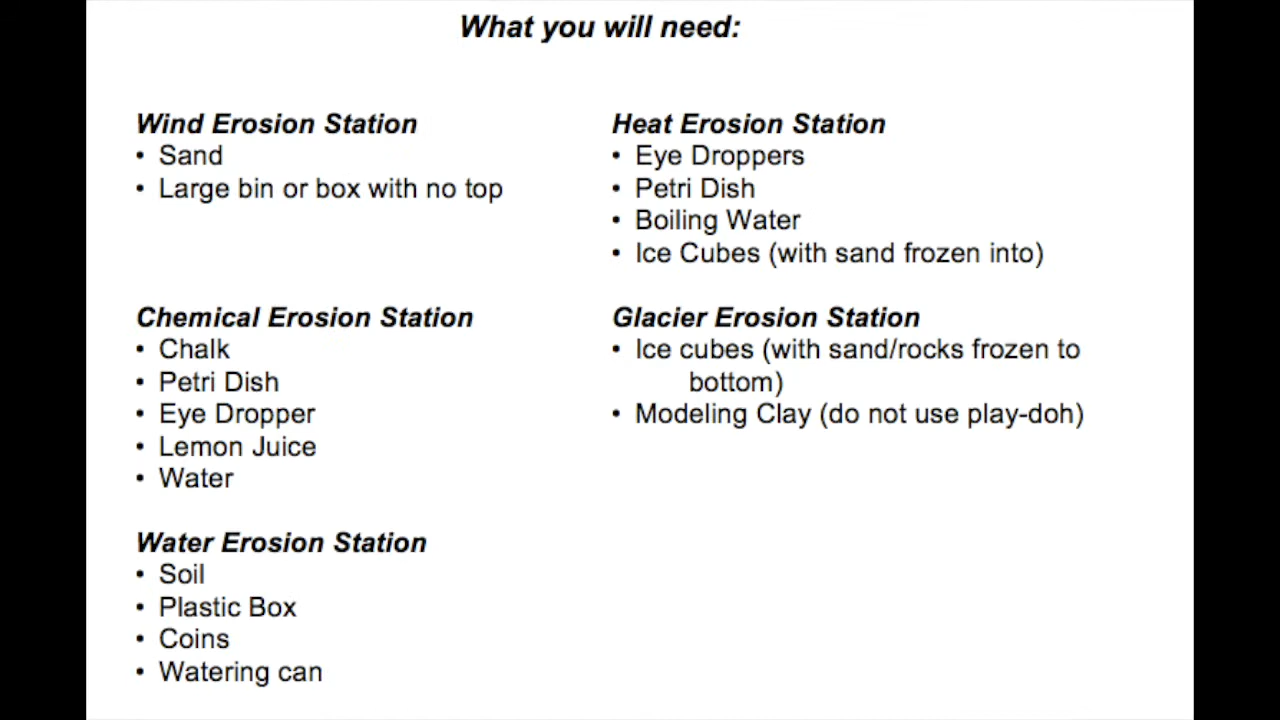 What you will need:
Wind Erosion Station
• Sand
• Large bin or box with no top
Heat Erosion Station
• Eye Droppers
• Petri Dish
• Boiling Water
• Ice Cubes (with sand frozen into)
Chemical Erosion Station
• Chalk
• Petri Dish
• Eye Dropper
• Lemon Juice
• Water
Glacier Erosion Station
• Ice cubes (with sand/rocks frozen to
bottom)
• Modeling Clay (do not use play-doh)
Water Erosion Station
• Soil
• Plastic Box
• Coins
• Watering can